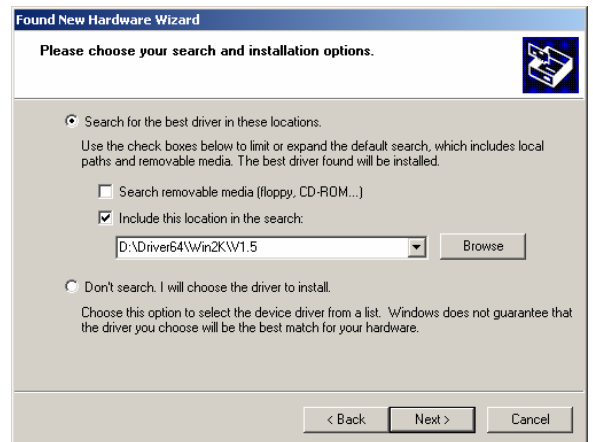 Found New Hardware Wizard
Please choose your search and installation options.
Search for the best driver in these locations.
Use the check boxes below to limit or expand the default search, which includes local
paths and removable media. The best driver found will be installed.
Search removable media (floppy, CD-ROM...)
Include this location in the search:
D:\Driver64\Win2K\V1.5
Browse
Don't search. I will choose the driver to install.
Choose this option to select the device driver from a list.  Windows does not guarantee that
the driver you choose will be the best match for your hardware.
< Back Next > Cancel